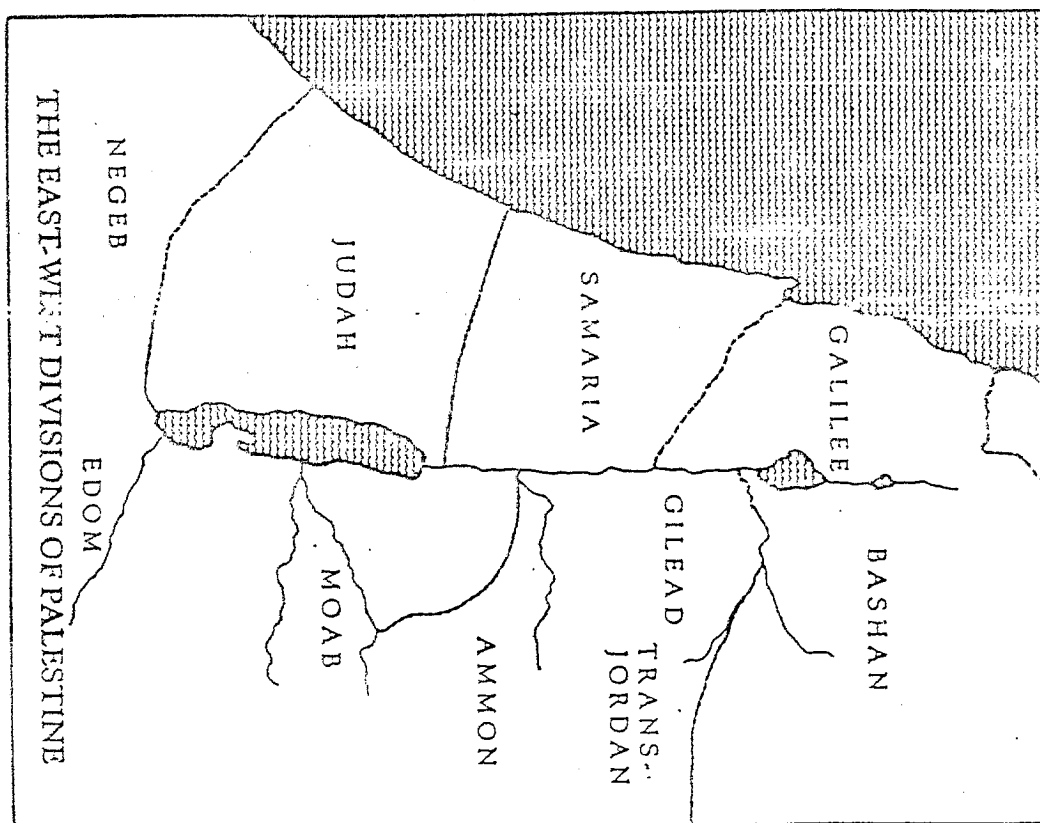 GALILEE
BASHAN
SAMARIA
GILEAD
TRANS-
JORDAN
JUDAH
AMMON
MOAB
NEGEB
EDOM
THE EAST-WEST DIVISIONS OF PALESTINE